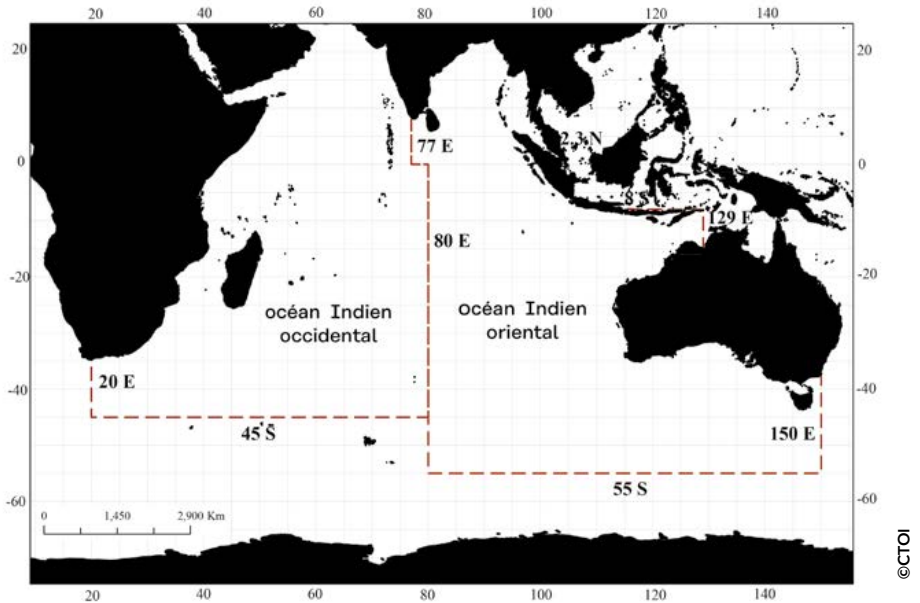 20 40 60 80 100 120 140
20 20
2.3 N
77 E
0 0
8 S
129 E
80 E
-20 -20
océan Indien
occidental
océan Indien
oriental
20 E
-40 -40
45 S
150 E
55 S
-60 -60
0 1,450 2,900 Km
20 40 60 80 100 120 140
©CTOI